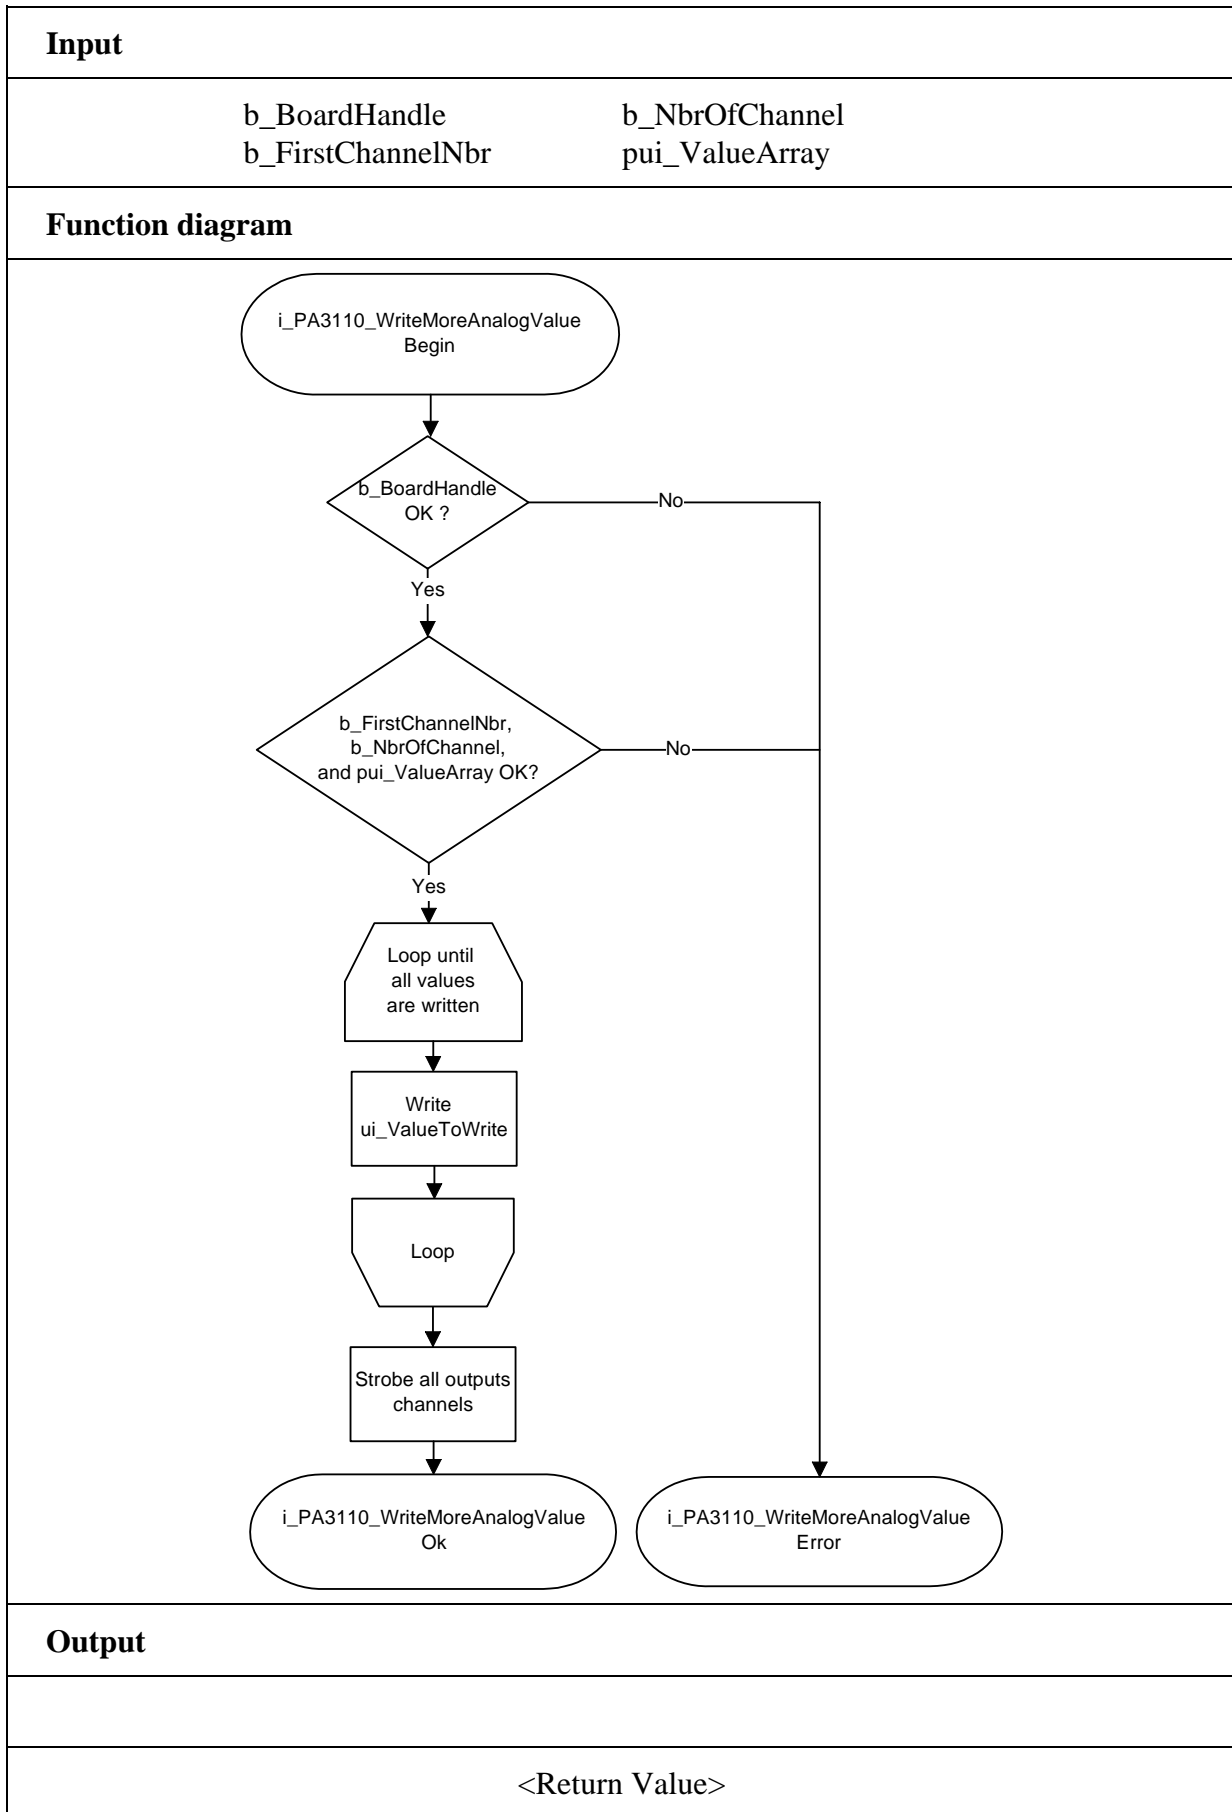 Input
b_BoardHandle b_NbrOfChannel
b_FirstChannelNbr pui_ValueArray
Function diagram
i_PA3110_WriteMoreAnalogValue
Begin
b_BoardHandle
OK ?
No
Yes
b_FirstChannelNbr,
b_NbrOfChannel,
and pui_ValueArray OK?
No
Yes
Loop until
all values
are written
Write
ui_ValueToWrite
Loop
Strobe all outputs
channels
i_PA3110_WriteMoreAnalogValue
Ok
i_PA3110_WriteMoreAnalogValue
Error
Output
<Return Value>